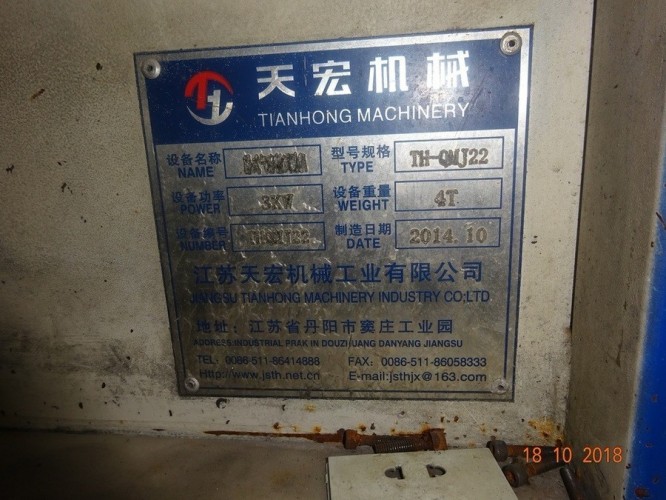 天宏机械
TIANHONG MACHINERY
设备名称 型号规格 TH-QMJ22
NAME TYPE
设备功率 3KW 设备重量 4T
POWER WEIGHT
设备编号 制造日期 2014.10
NUMBER DATE
江苏天宏机械工业有限公司
JIANGSU TIANHONG MACHINERY INDUSTRY CO;LTD
地址：江苏省丹阳市窦庄工业园
ADDRESS:INDUSTRIAL PRAK IN DOUZHUANG DANYANG JIANGSU
TEL: 0086-511-86414888 FAX: 0086-511-86058333
Http://www.jsth.net.cn E-mail:jsthjx@163.com
18 10 2018